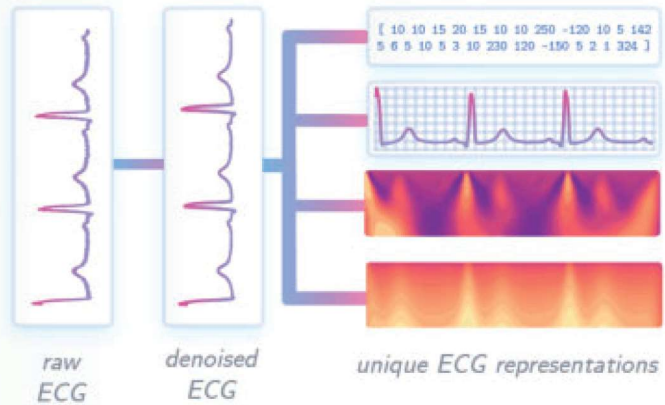 [ 10 10 15 20 15 10 10 250 -120 10 5 142
5 6 5 10 5 3 10 230 120 -150 5 2 1 324 ]
raw
ECG
denoised
ECG
unique ECG representations